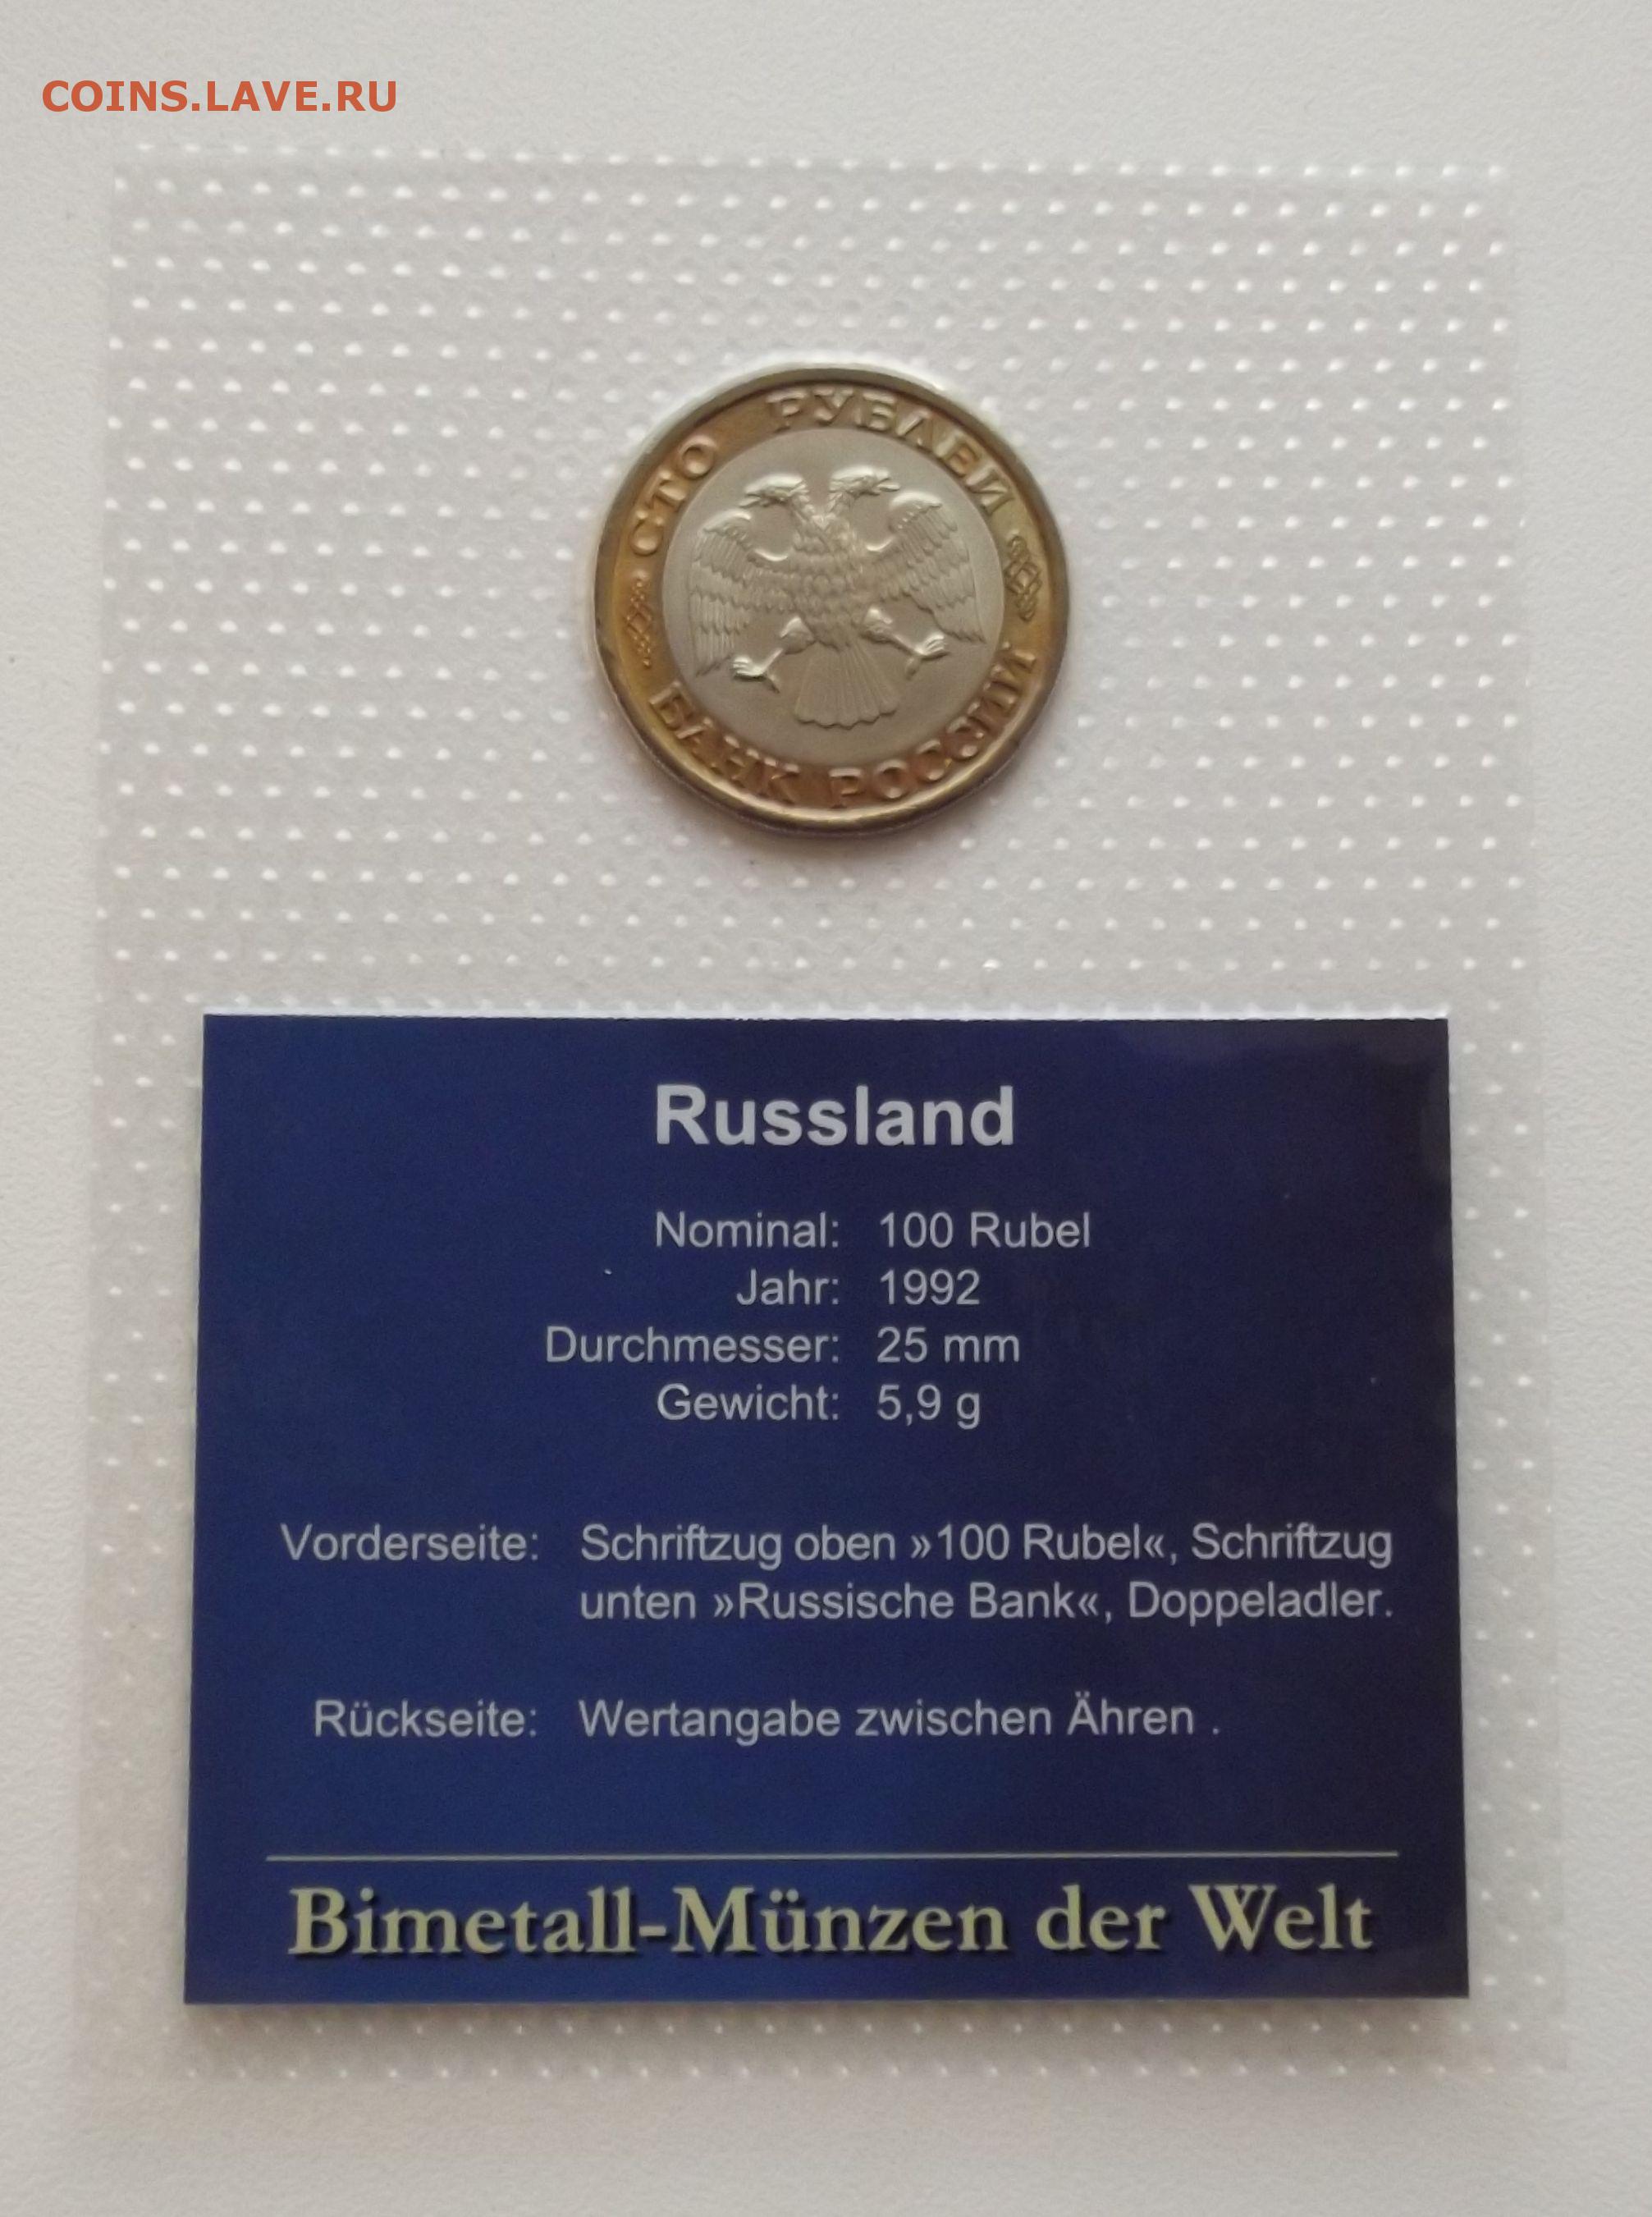 COINS.LAVE.RU
СТО РУБЛЕЙ
БАНК РОССИИ
Russland
Nominal: 100 Rubel
Jahr: 1992
Durchmesser: 25 mm
Gewicht: 5,9 g
Vorderseite: Schriftzug oben »100 Rubel«, Schriftzug
unten »Russische Bank«, Doppeladler.
Rückseite: Wertangabe zwischen Ähren .
Bimetall-Münzen der Welt